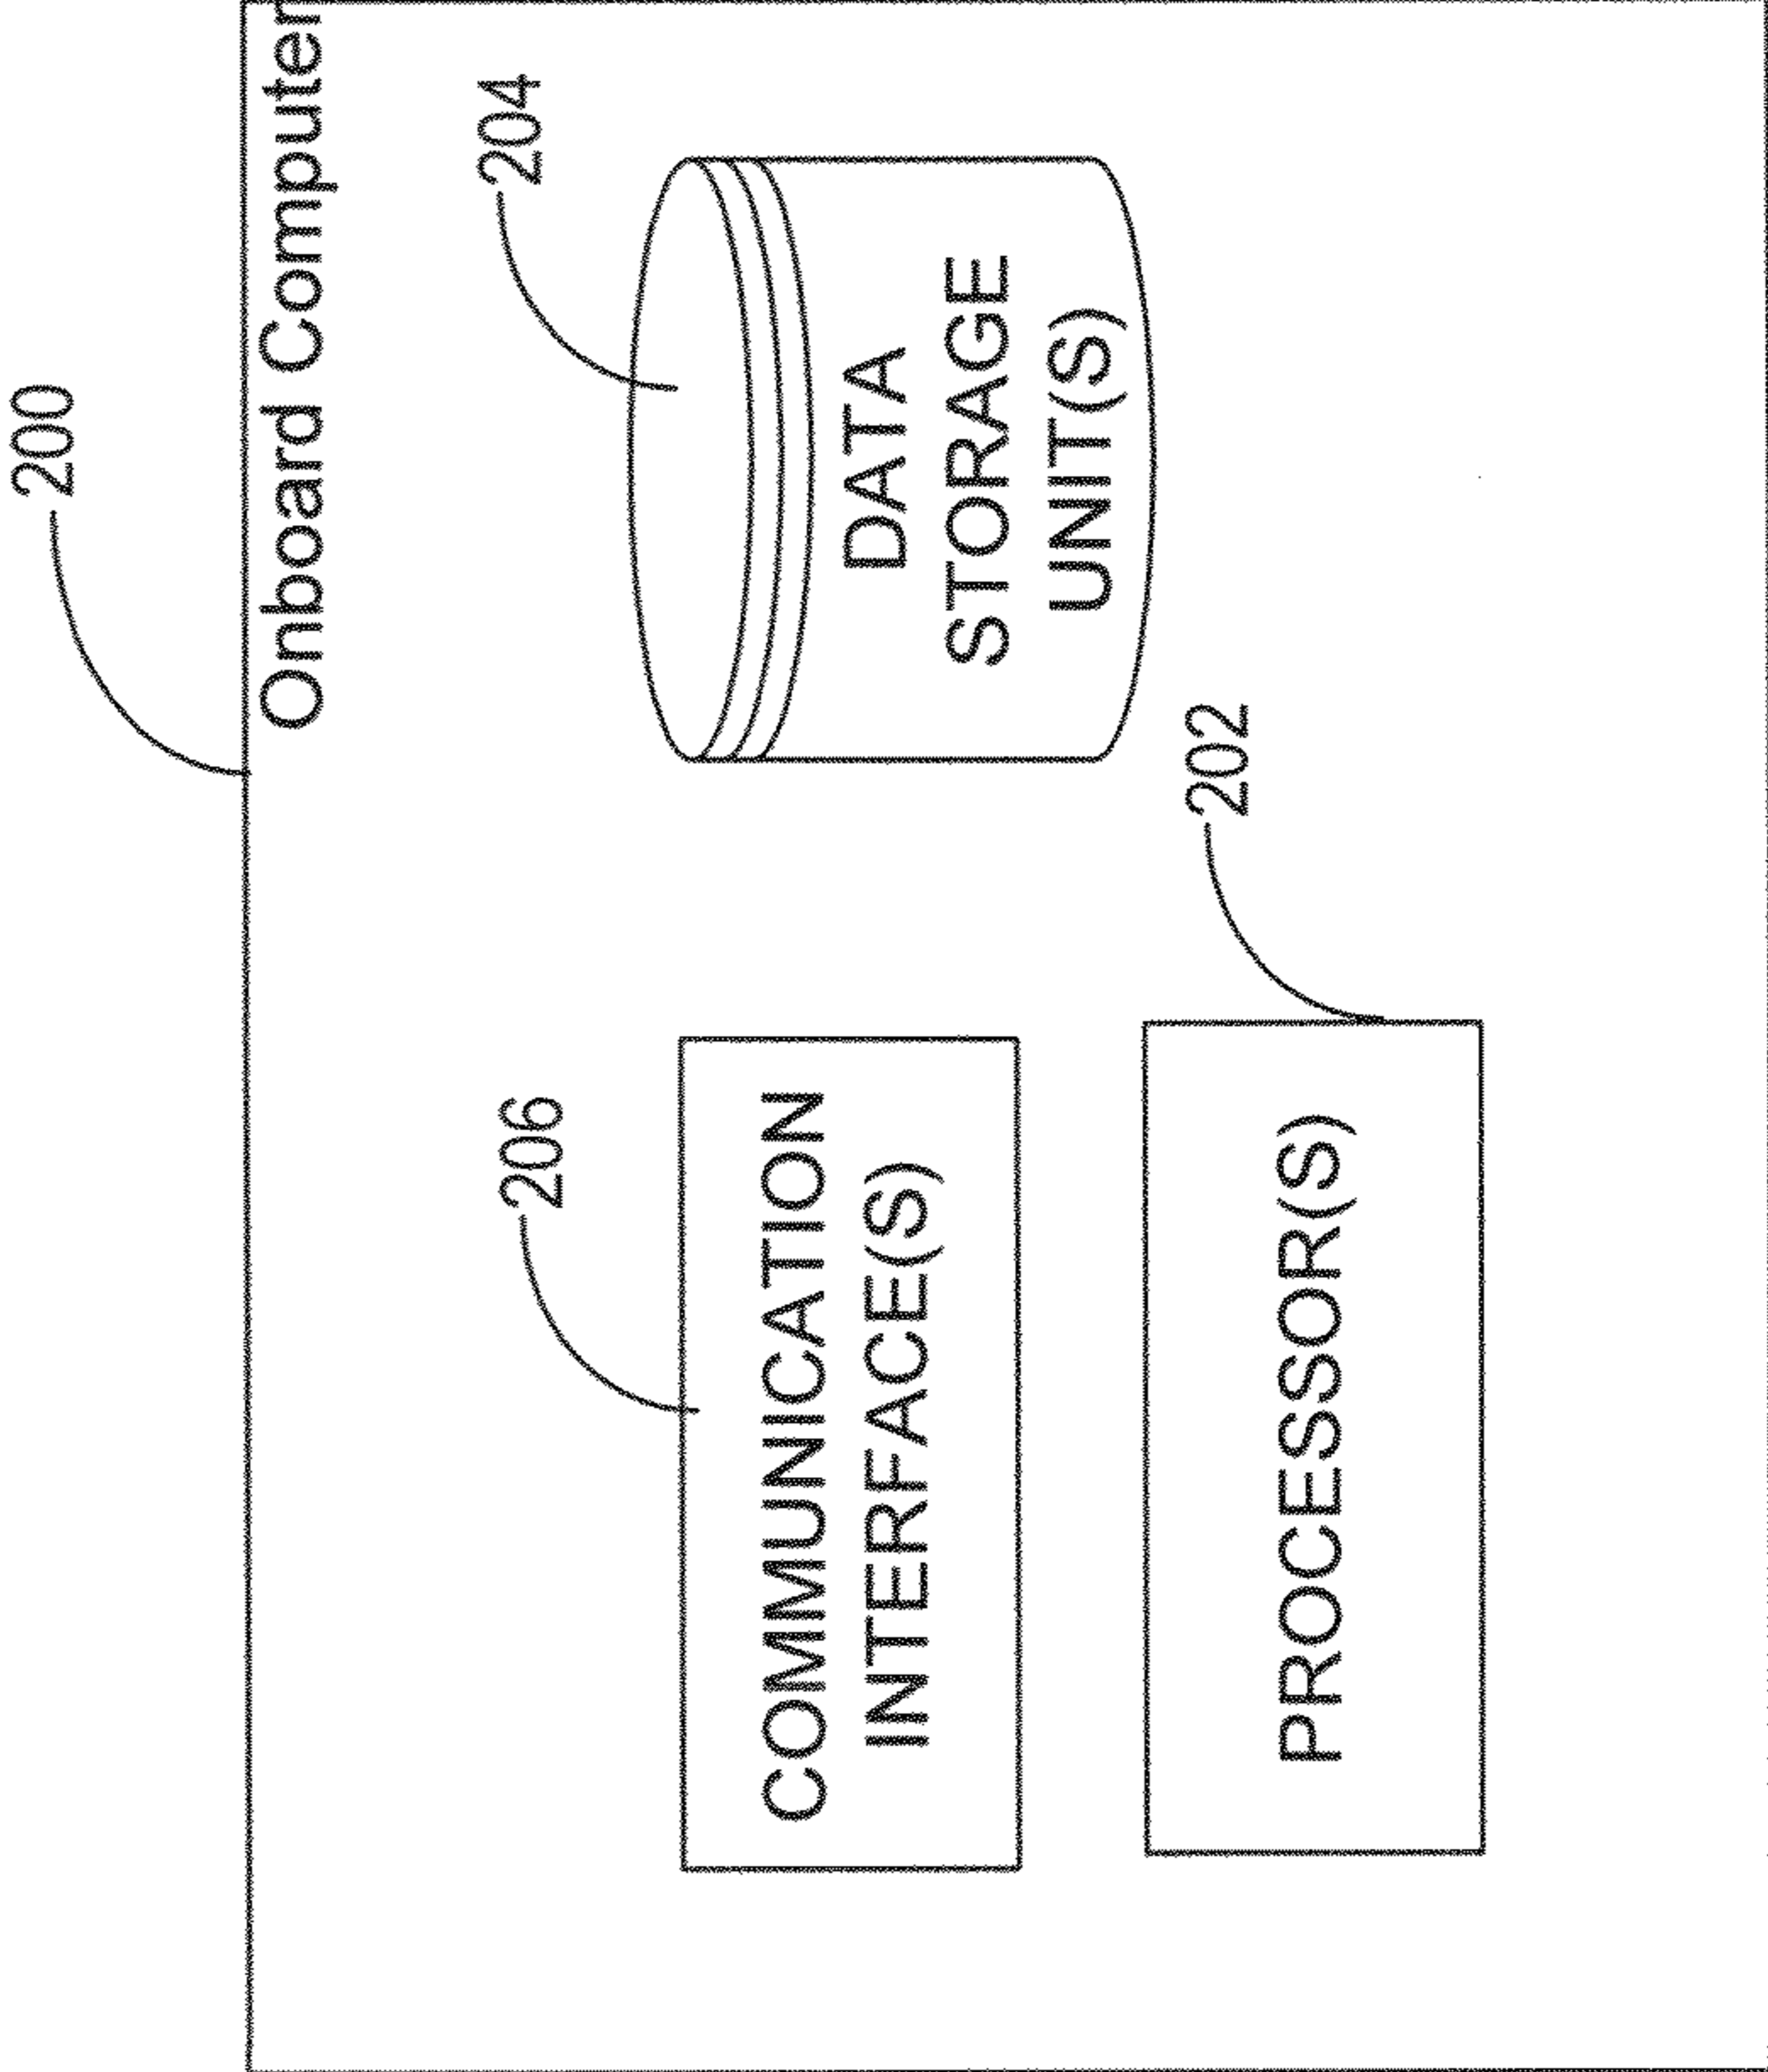 200
Onboard Computer
206
204
COMMUNICATION
INTERFACE(S)
DATA
STORAGE
UNIT(S)
202
PROCESSOR(S)